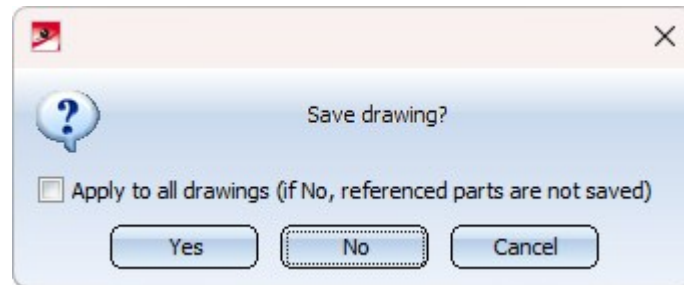 Save drawing?
Apply to all drawings (if No, referenced parts are not saved)
Yes No Cancel